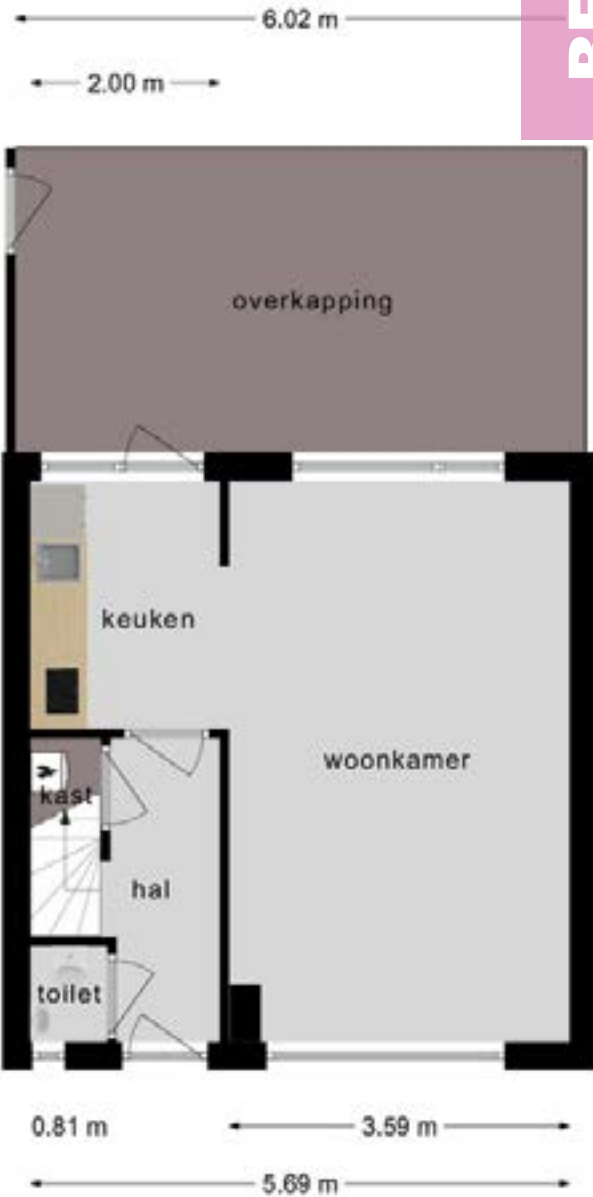 6.02 m
2.00 m
overkapping
keuken
woonkamer
kast
hal
toilet
0.81 m
3.59 m
5.69 m